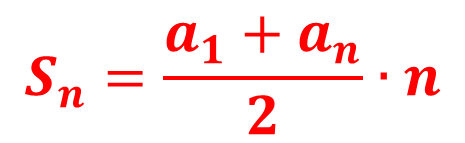 Sₙ = (a₁ + aₙ)/2 · n